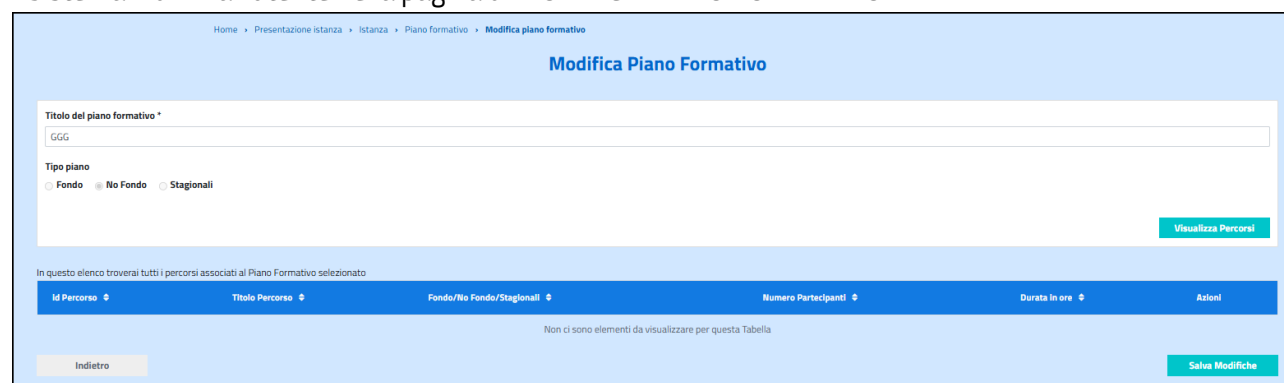 Home › Presentazione istanza › Istanza › Piano formativo › Modifica piano formativo
Modifica Piano Formativo
Titolo del piano formativo *
GGG
Tipo piano
Fondo No Fondo Stagionali
Visualizza Percorsi
In questo elenco troverai tutti i percorsi associati al Piano Formativo selezionato
Id Percorso Titolo Percorso Fondo/No Fondo/Stagionali Numero Partecipanti Durata in ore Azioni
Non ci sono elementi da visualizzare per questa Tabella
Indietro Salva Modifiche